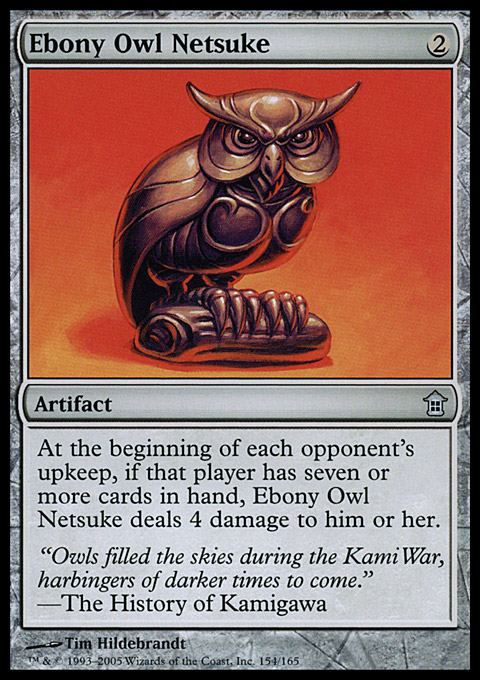 Ebony Owl Netsuke 2
Artifact
At the beginning of each opponent's
upkeep, if that player has seven or
more cards in hand, Ebony Owl
Netsuke deals 4 damage to him or her.
“Owls filled the skies during the Kami War,
harbingers of darker times to come.”
—The History of Kamigawa
Tim Hildebrandt
™ & © 1993–2005 Wizards of the Coast, Inc. 154/165